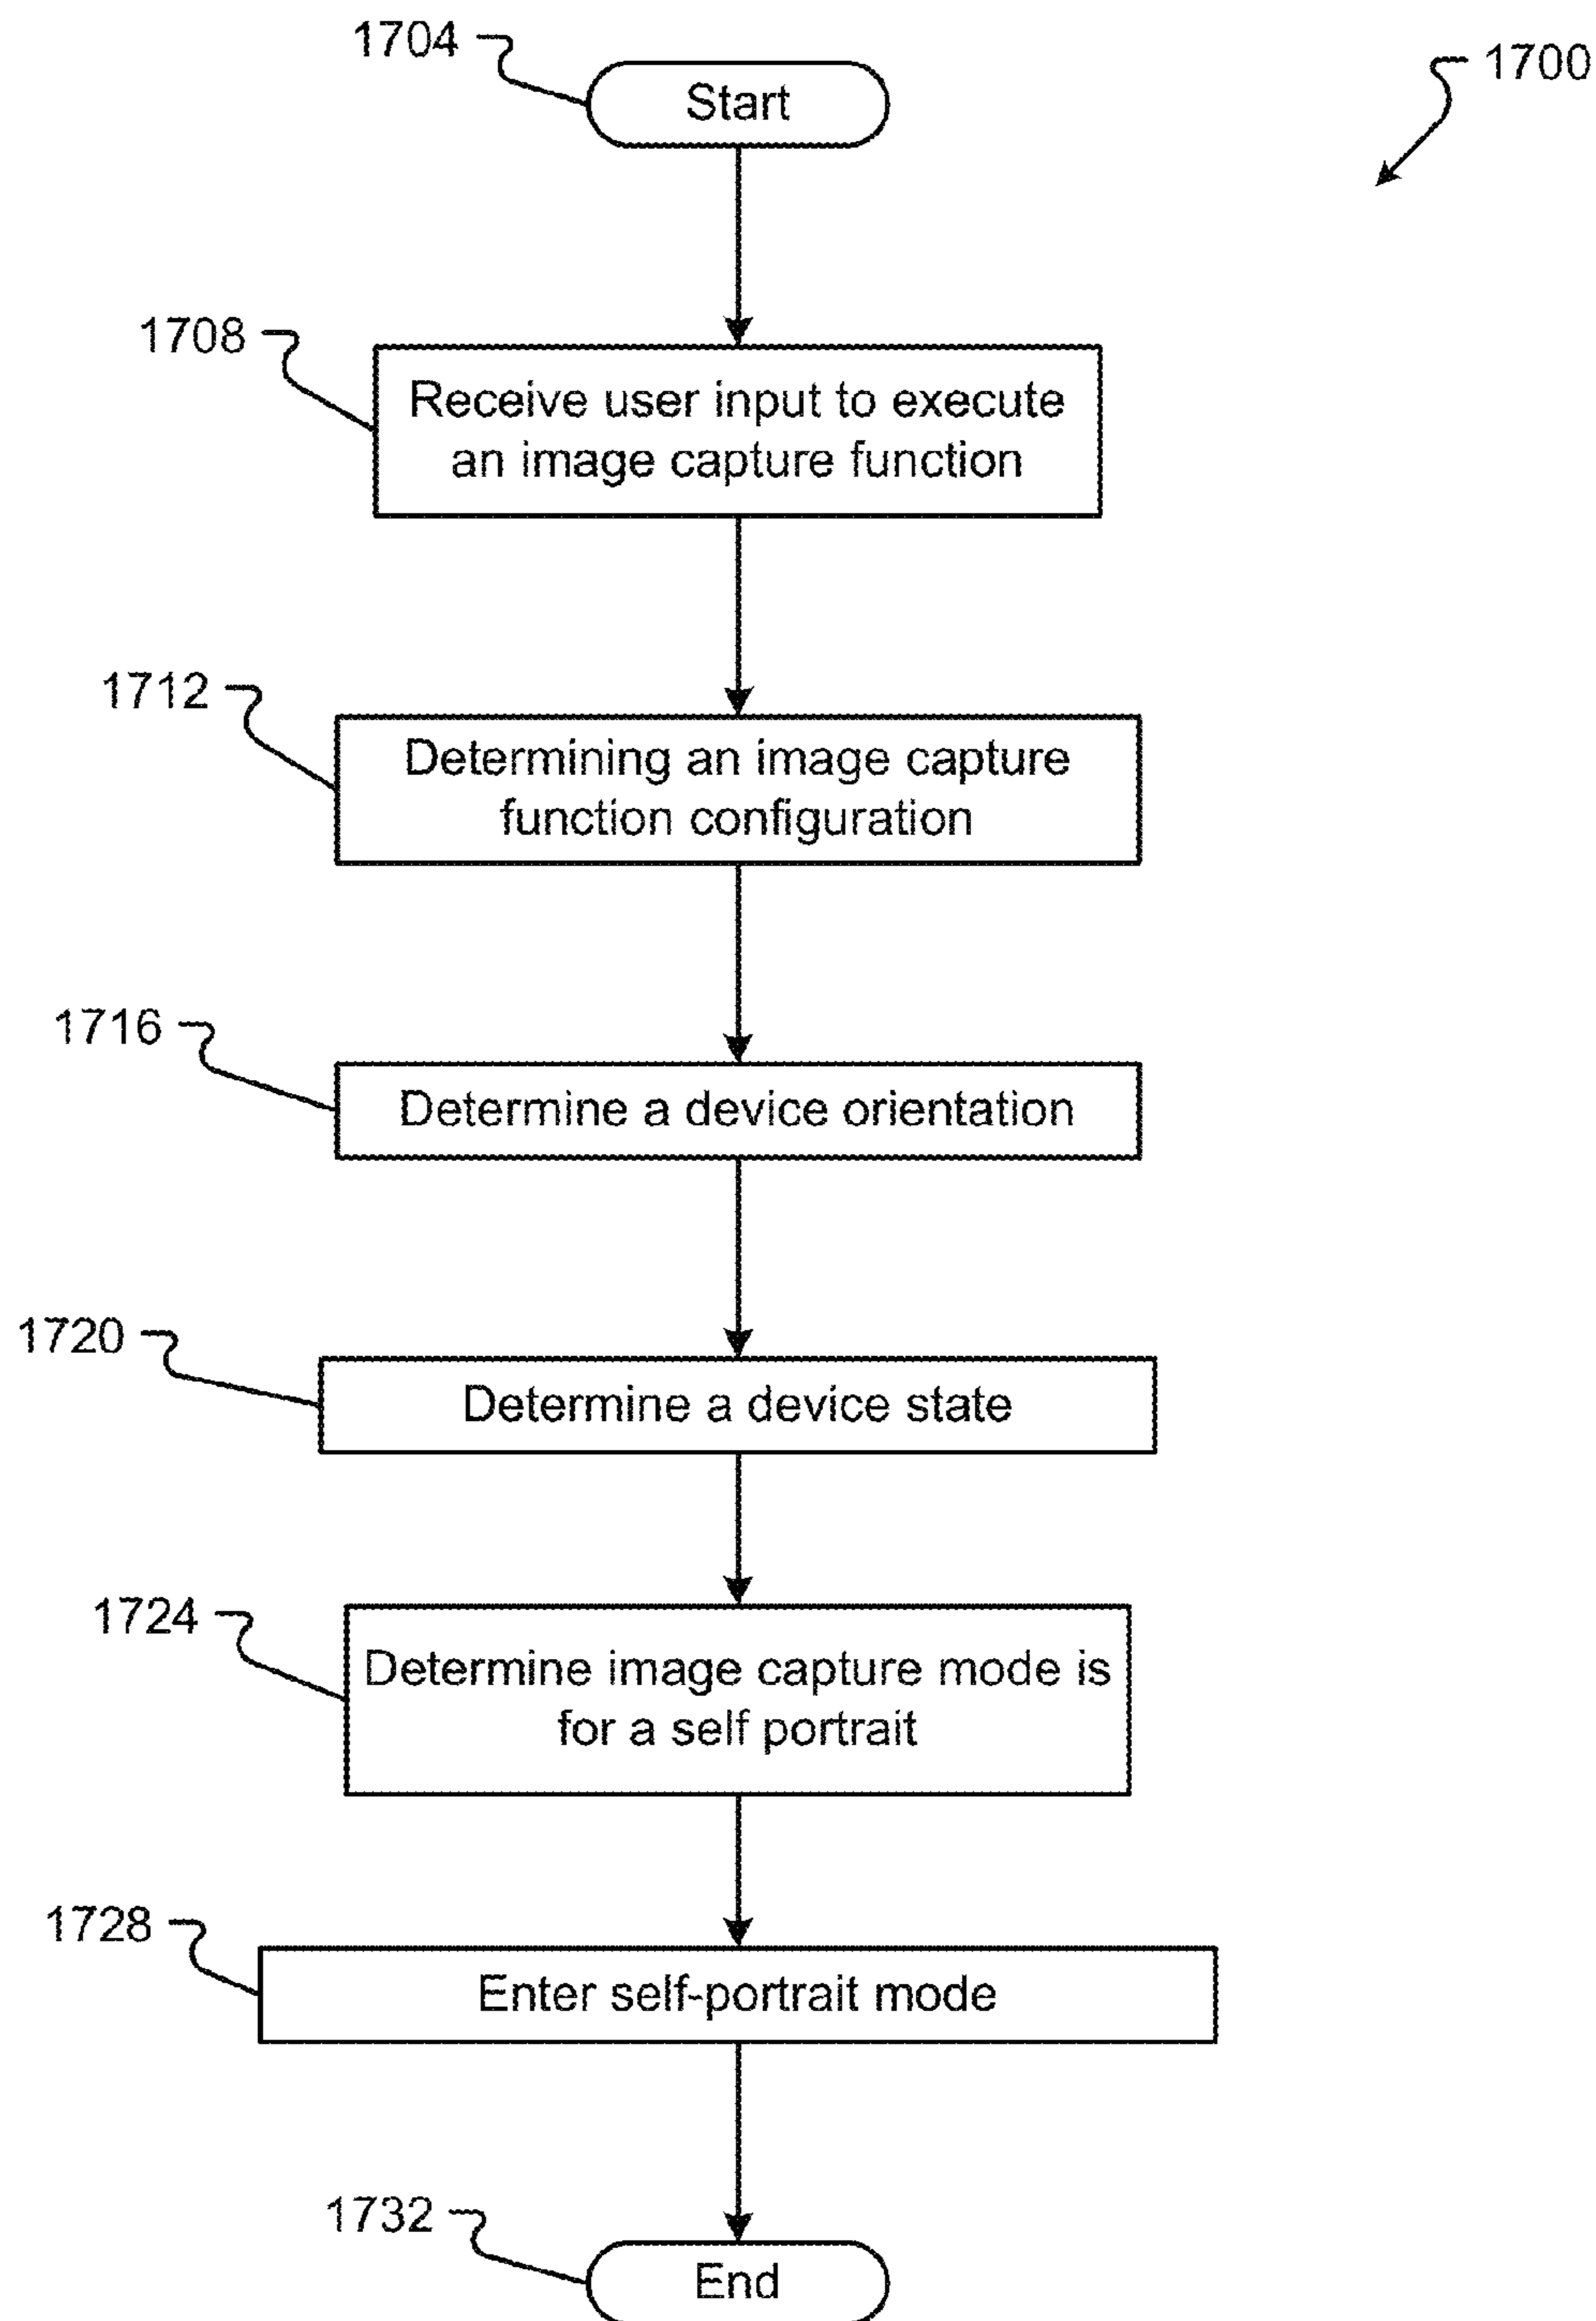 1704
Start
1700
1708
Receive user input to execute
an image capture function
1712
Determining an image capture
function configuration
1716
Determine a device orientation
1720
Determine a device state
1724
Determine image capture mode is
for a self portrait
1728
Enter self-portrait mode
1732
End